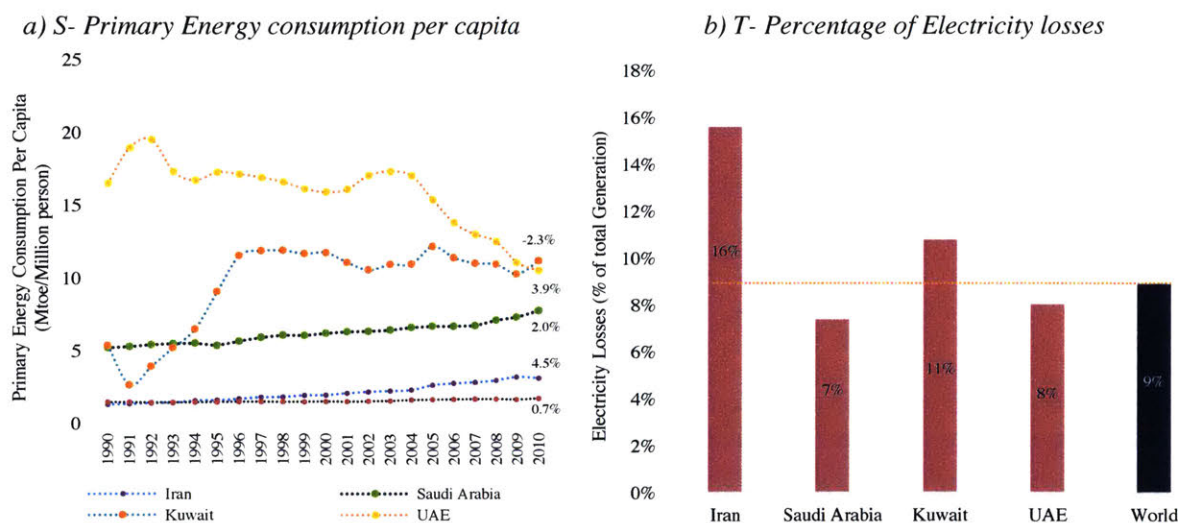 a) S- Primary Energy consumption per capita
Primary Energy Consumption Per Capita
(Mtoe/Million person)
25
20
15
10
5
0
-2.3%
3.9%
2.0%
4.5%
0.7%
1990 1991 1992 1993 1994 1995 1996 1997 1998 1999 2000 2001 2002 2003 2004 2005 2006 2007 2008 2009 2010
Iran Saudi Arabia
Kuwait UAE
b) T- Percentage of Electricity losses
Electricity Losses (% of total Generation)
18%
16%
14%
12%
10%
8%
6%
4%
2%
0%
16%
7%
11%
8%
9%
Iran Saudi Arabia Kuwait UAE World